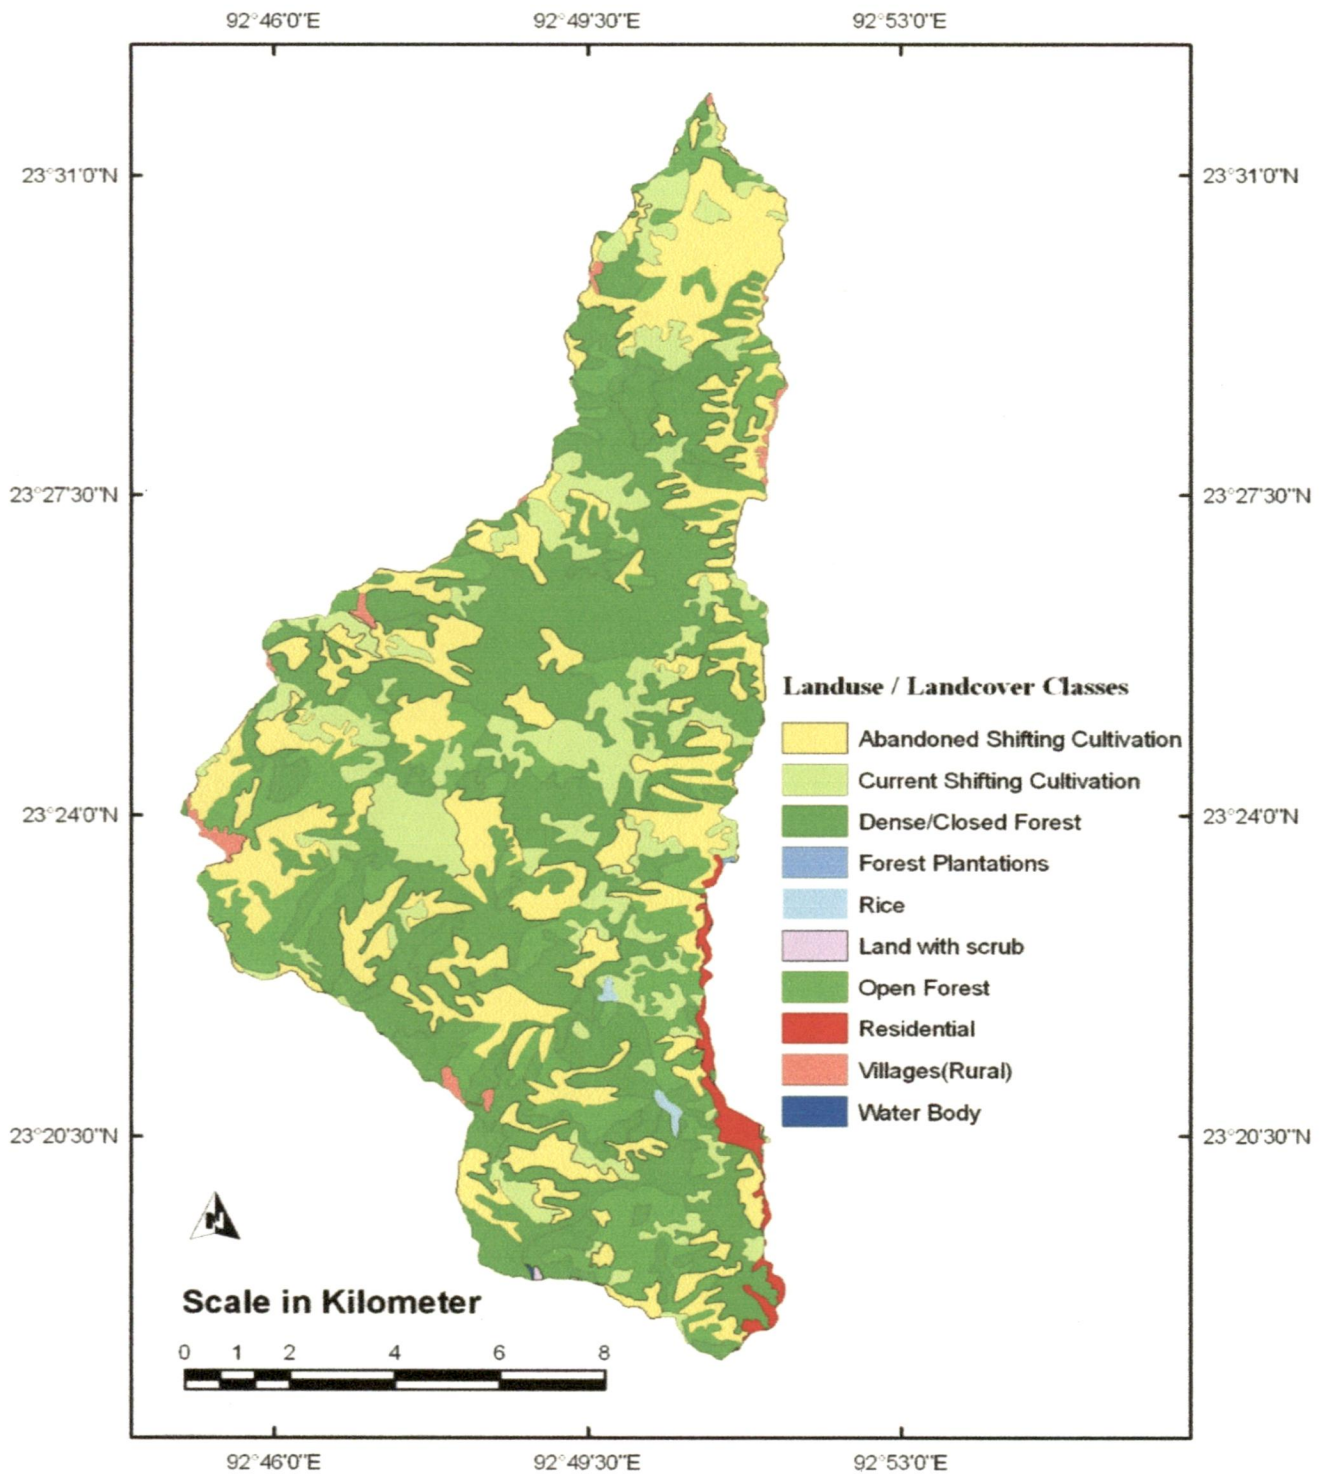 92°46'0"E 92°49'30"E 92°53'0"E
23°31'0"N 23°31'0"N
23°27'30"N 23°27'30"N
Landuse / Landcover Classes
Abandoned Shifting Cultivation
Current Shifting Cultivation
23°24'0"N Dense/Closed Forest 23°24'0"N
Forest Plantations
Rice
Land with scrub
Open Forest
Residential
Villages(Rural)
Water Body
23°20'30"N 23°20'30"N
N
Scale in Kilometer
0 1 2 4 6 8
92°46'0"E 92°49'30"E 92°53'0"E